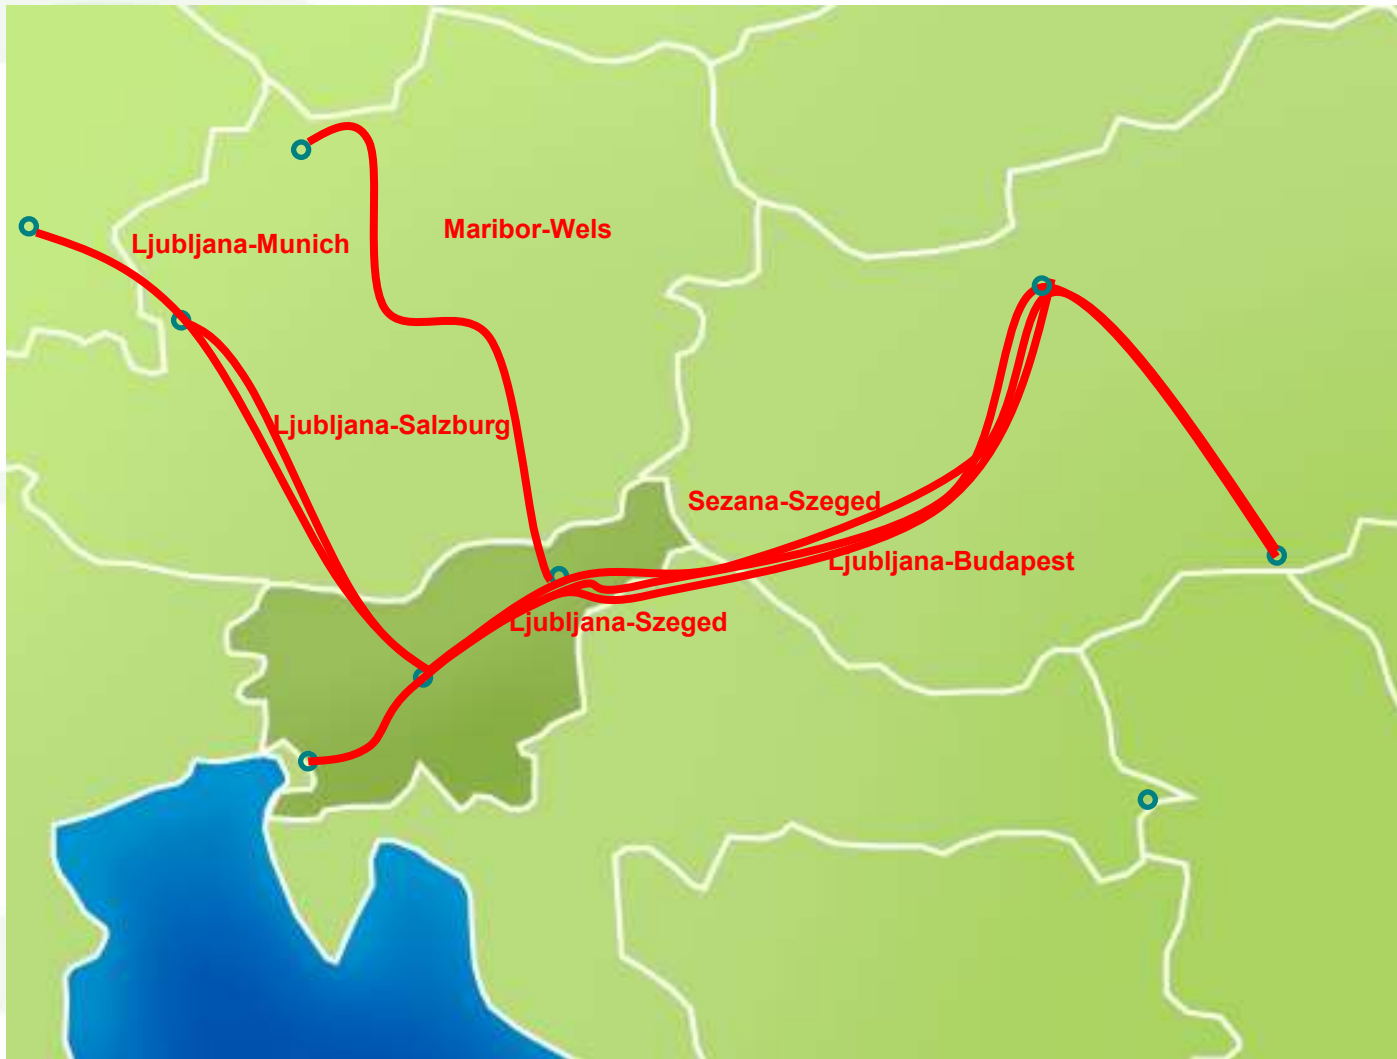 Maribor-Wels
Ljubljana-Munich
Ljubljana-Salzburg
Sezana-Szeged
Ljubljana-Budapest
Ljubljana-Szeged